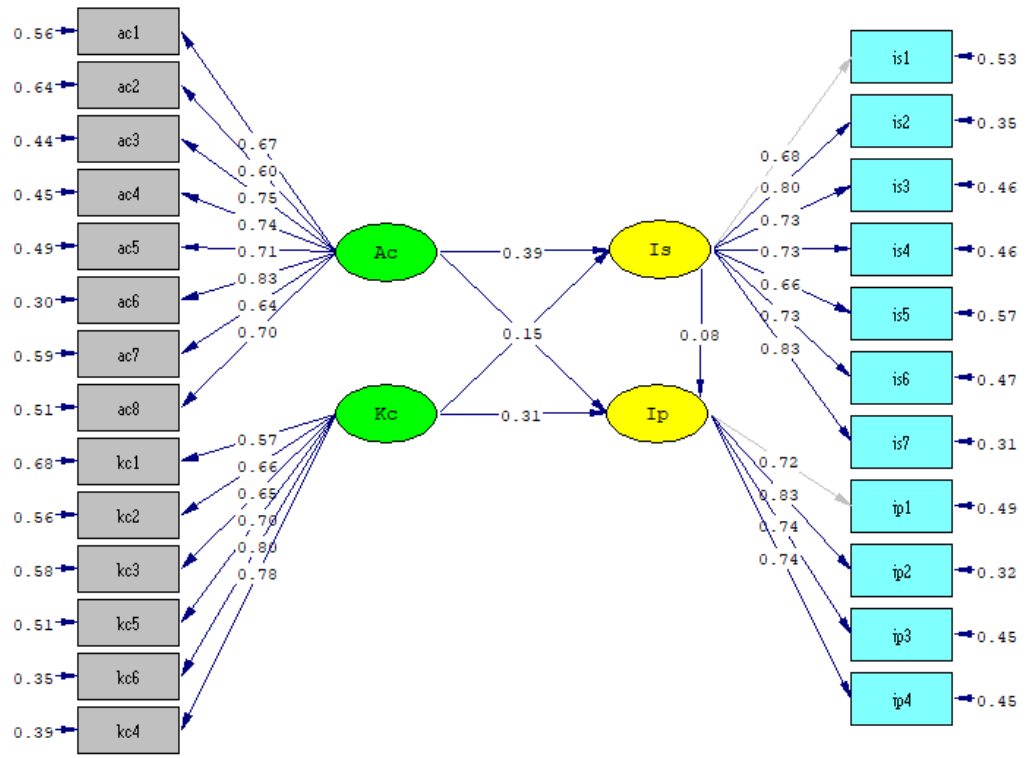 0.56 ac1
0.64 ac2
0.44 ac3
0.45 ac4
0.49 ac5
0.30 ac6
0.59 ac7
0.51 ac8
0.68 kc1
0.56 kc2
0.58 kc3
0.51 kc5
0.35 kc6
0.39 kc4
0.67
0.60
0.75
0.74
0.71
0.83
0.64
0.70
0.57
0.66
0.65
0.70
0.80
0.78
Ac
Kc
0.39
0.15
0.31
Is
0.08
Ip
0.68
0.80
0.73
0.73
0.66
0.73
0.83
0.72
0.83
0.74
0.74
is1 0.53
is2 0.35
is3 0.46
is4 0.46
is5 0.57
is6 0.47
is7 0.31
ip1 0.49
ip2 0.32
ip3 0.45
ip4 0.45